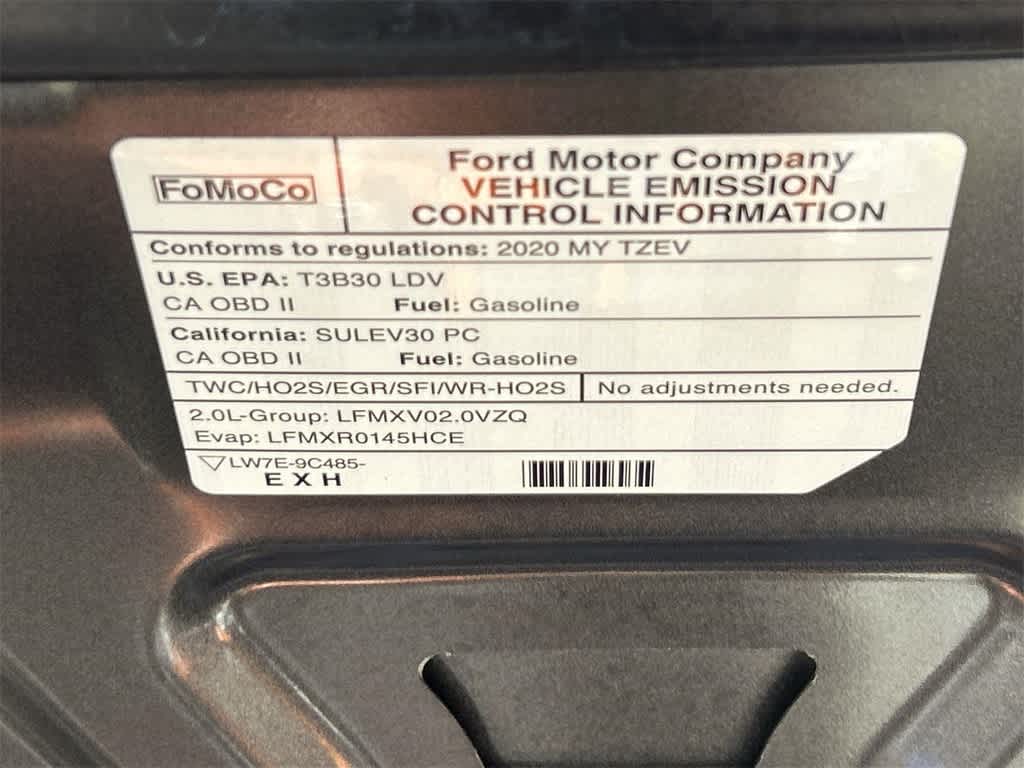 FoMoCo
Ford Motor Company
VEHICLE EMISSION
CONTROL INFORMATION
Conforms to regulations: 2020 MY TZEV
U.S. EPA: T3B30 LDV
CA OBD II Fuel: Gasoline
California: SULEV30 PC
CA OBD II Fuel: Gasoline
TWC/HO2S/EGR/SFI/WR-HO2S No adjustments needed.
2.0L-Group: LFMXV02.0VZQ
Evap: LFMXR0145HCE
LW7E-9C485-
EXH